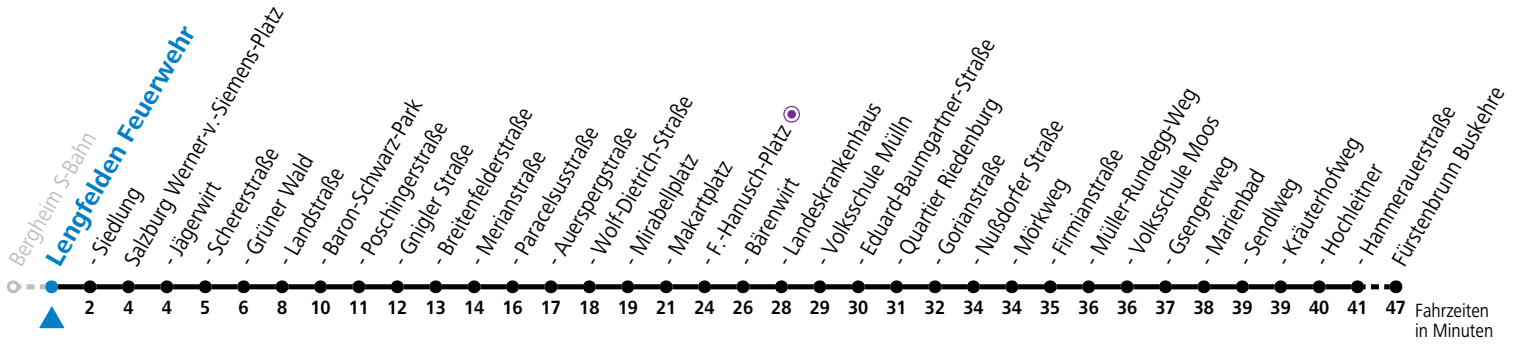 Bergheim S-Bahn
Lengfelden Feuerwehr
- Siedlung
Salzburg Werner-v.-Siemens-Platz
- Jägerwirt
- Schererstraße
- Grüner Wald
- Landstraße
- Baron-Schwarz-Park
- Poschingerstraße
- Gnigler Straße
- Breitenfelderstraße
- Merianstraße
- Paracelsusstraße
- Auerspergstraße
- Wolf-Dietrich-Straße
- Mirabellplatz
- Makartplatz
- F.-Hanusch-Platz
- Bärenwirt
- Landeskrankenhaus
- Volksschule Mülln
- Eduard-Baumgartner-Straße
- Quartier Riedenburg
- Gorianstraße
- Nußdorfer Straße
- Mörkweg
- Firmianstraße
- Müller-Rundegg-Weg
- Volksschule Moos
- Gsengerweg
- Marienbad
- Sendlweg
- Kräuterhofweg
- Hochleitner
- Hammerauerstraße
Fürstenbrunn Buskehre
2 4 4 5 6 8 10 11 12 13 14 16 17 18 19 21 24 26 28 29 30 31 32 34 34 35 36 36 37 38 39 39 40 41 47 Fahrzeiten
in Minuten